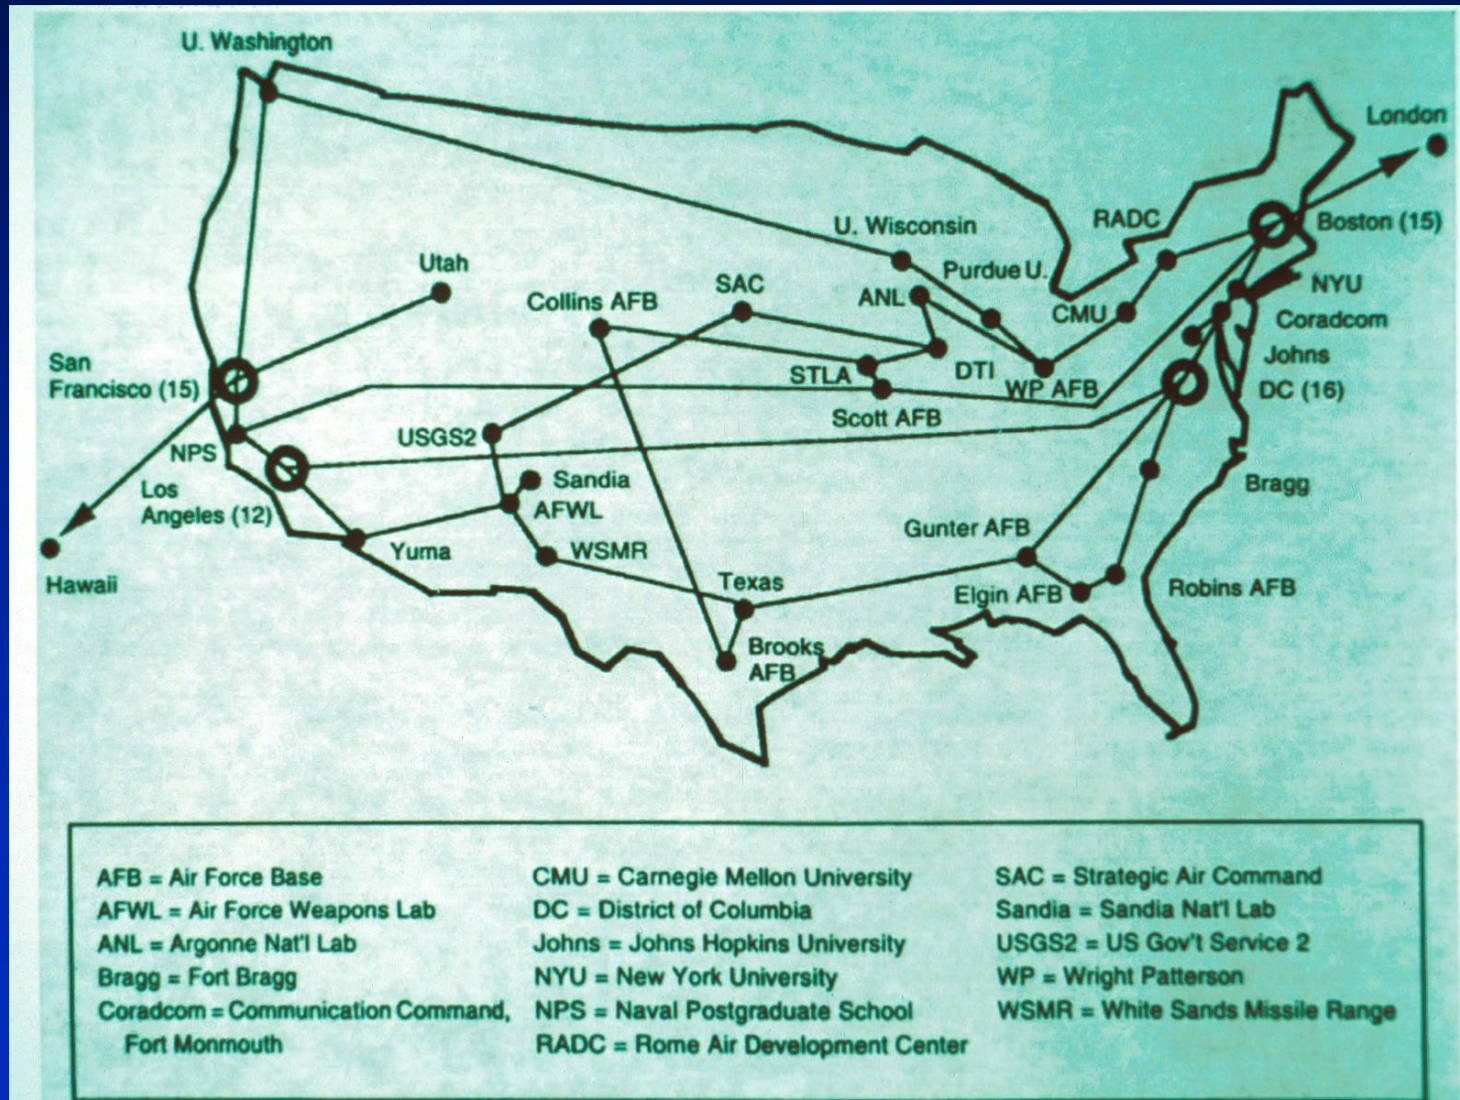 U. Washington
London
RADC
Boston (15)
U. Wisconsin
Utah
Purdue U.
SAC
ANL
NYU
Collins AFB
CMU
Coradcom
San
Francisco (15)
STLA
DTI
WP AFB
Johns
DC (16)
Scott AFB
USGS2
NPS
Sandia
Bragg
Los
Angeles (12)
AFWL
Gunter AFB
Yuma
WSMR
Hawaii
Texas
Elgin AFB
Robins AFB
Brooks
AFB
AFB = Air Force Base
AFWL = Air Force Weapons Lab
ANL = Argonne Nat'l Lab
Bragg = Fort Bragg
Coradcom = Communication Command,
Fort Monmouth
CMU = Carnegie Mellon University
DC = District of Columbia
Johns = Johns Hopkins University
NYU = New York University
NPS = Naval Postgraduate School
RADC = Rome Air Development Center
SAC = Strategic Air Command
Sandia = Sandia Nat'l Lab
USGS2 = US Gov't Service 2
WP = Wright Patterson
WSMR = White Sands Missile Range